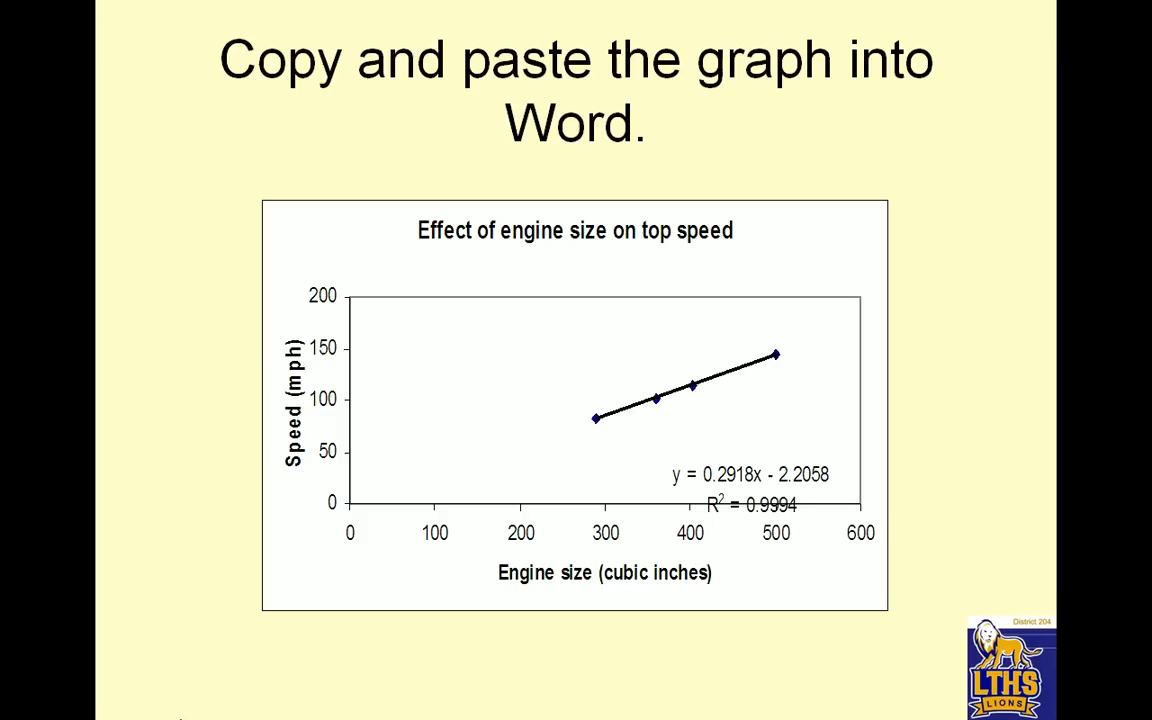 Copy and paste the graph into
Word.
Effect of engine size on top speed
200
150
100
50
0
Speed (mph)
y = 0.2918x - 2.2058
R² = 0.9994
0 100 200 300 400 500 600
Engine size (cubic inches)
District 204
LTHS
LIONS